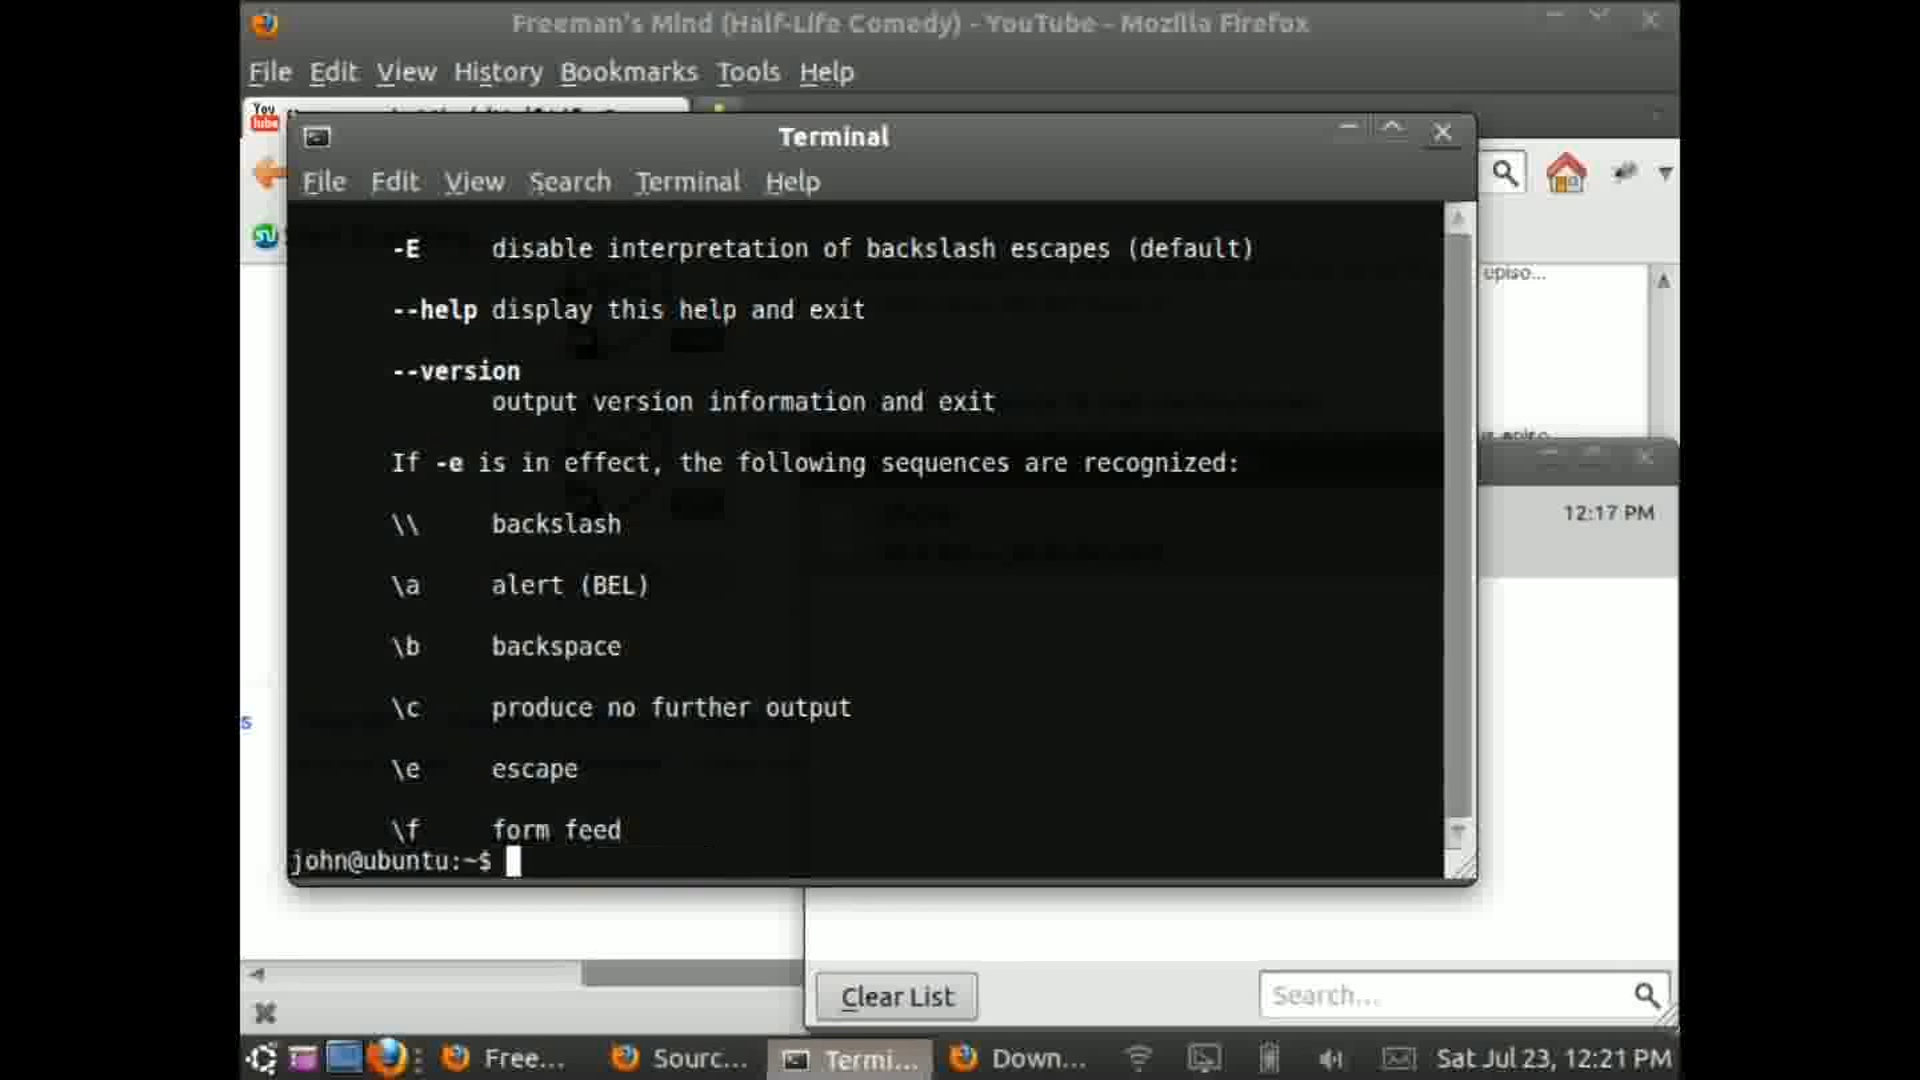 Freeman's Mind (Half-Life Comedy) - YouTube - Mozilla Firefox
File Edit View History Bookmarks Tools Help
You
Tube
Terminal
File Edit View Search Terminal Help
-E disable interpretation of backslash escapes (default)
episo...
--help display this help and exit
--version
output version information and exit
episo...
If -e is in effect, the following sequences are recognized:
\\ backslash
12:17 PM
\a alert (BEL)
\b backspace
\c produce no further output
s
\e escape
\f form feed
john@ubuntu:~$
Clear List
Search...
Free...
Sourc...
Termi...
Down...
Sat Jul 23, 12:21 PM